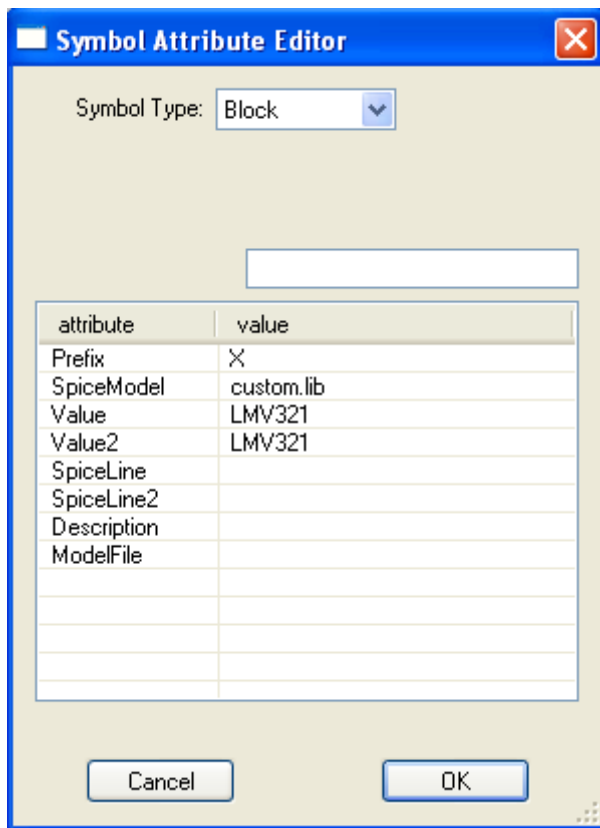 Symbol Attribute Editor
Symbol Type: Block
attribute value
Prefix X
SpiceModel custom.lib
Value LMV321
Value2 LMV321
SpiceLine
SpiceLine2
Description
ModelFile
Cancel OK